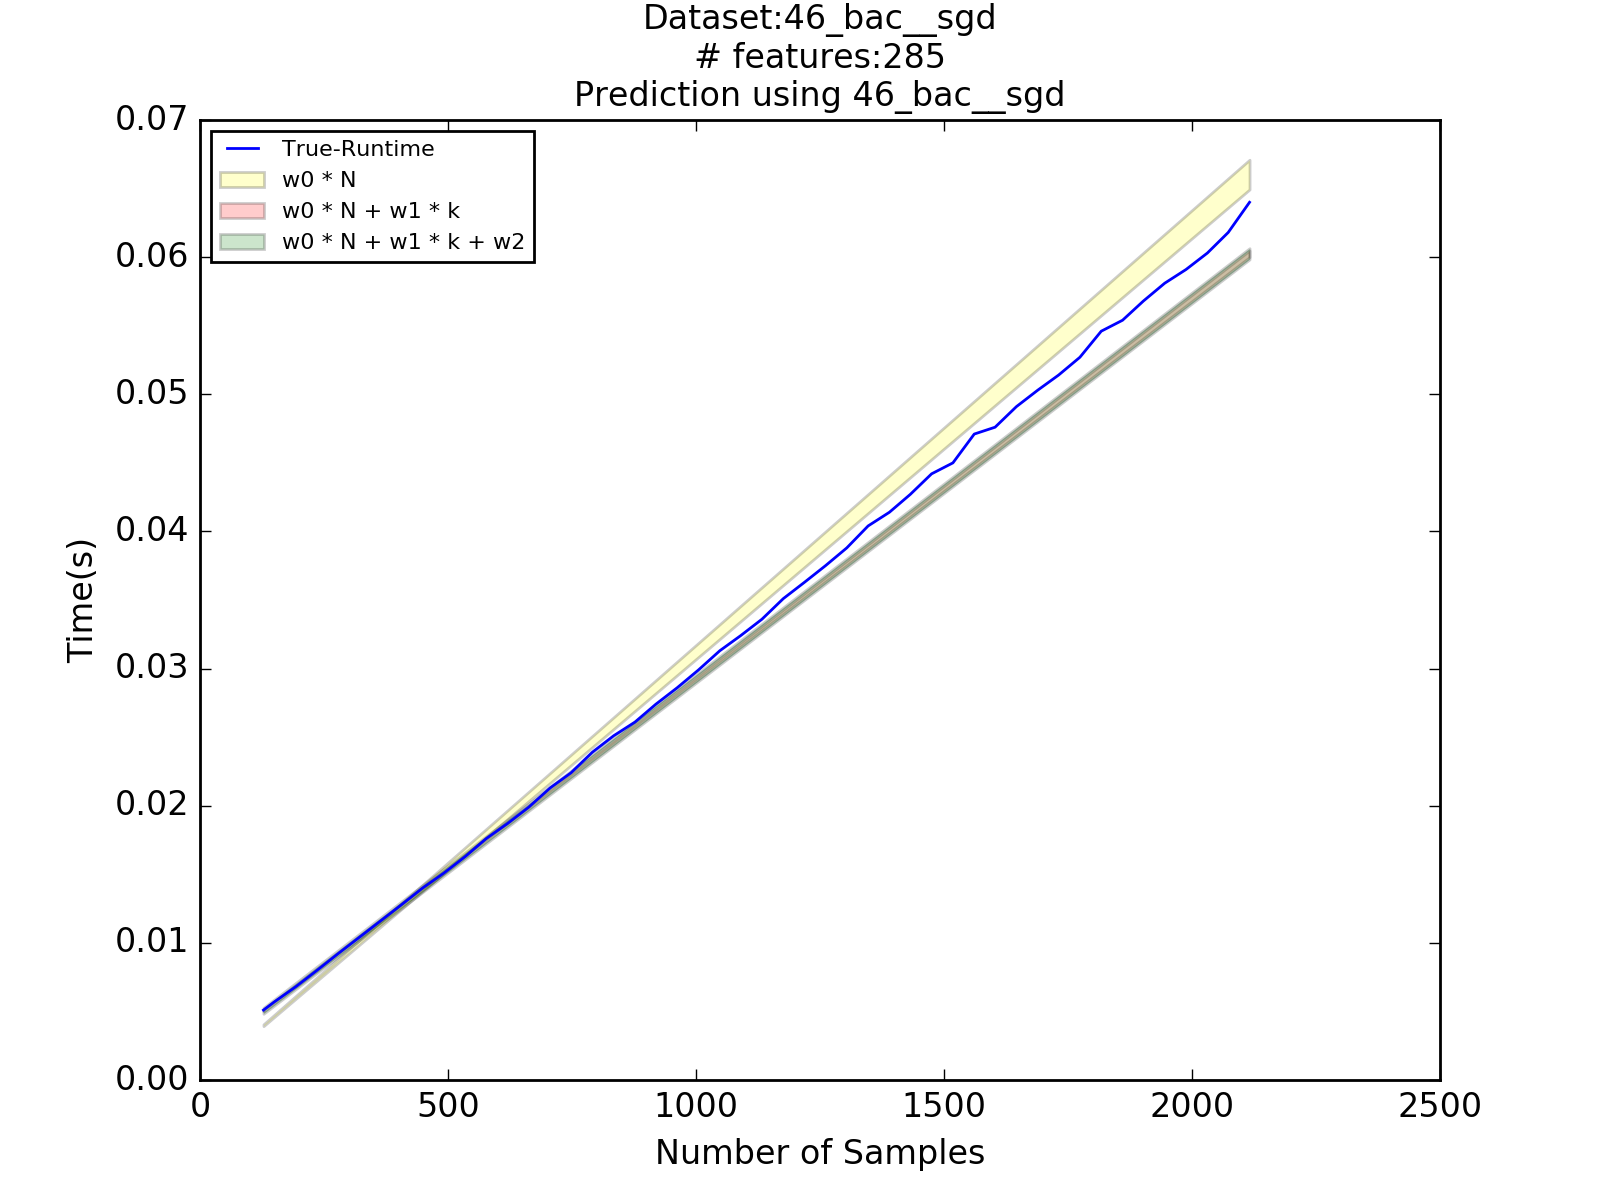 Dataset:46_bac__sgd
# features:285
Prediction using 46_bac__sgd
0.07
0.06
0.05
0.04
0.03
0.02
0.01
0.00
True-Runtime
w0 * N
w0 * N + w1 * k
w0 * N + w1 * k + w2
Time(s)
0 500 1000 1500 2000 2500
Number of Samples